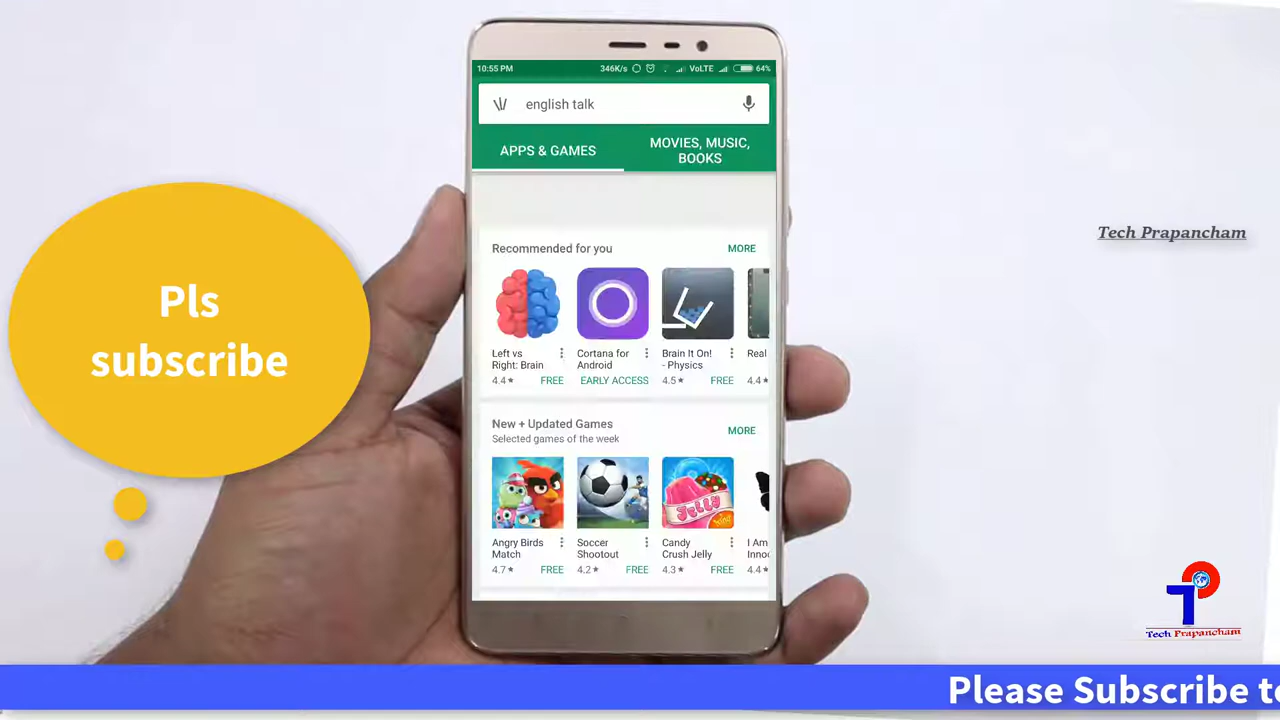 10:55 PM 346K/s VoLTE 64%
english talk
APPS & GAMES
MOVIES, MUSIC,
BOOKS
Recommended for you MORE
Left vs
Right: Brain
4.4★ FREE
Cortana for
Android
EARLY ACCESS
Brain It On!
- Physics
4.5★ FREE
Real
4.4★
New + Updated Games
Selected games of the week
MORE
Jelly
Angry Birds
Match
4.7★ FREE
Soccer
Shootout
4.2★ FREE
Candy
Crush Jelly
4.3★ FREE
I Am
Inno
4.4★
Pls
subscribe
Tech Prapancham
TP
Tech Prapancham
Please Subscribe to